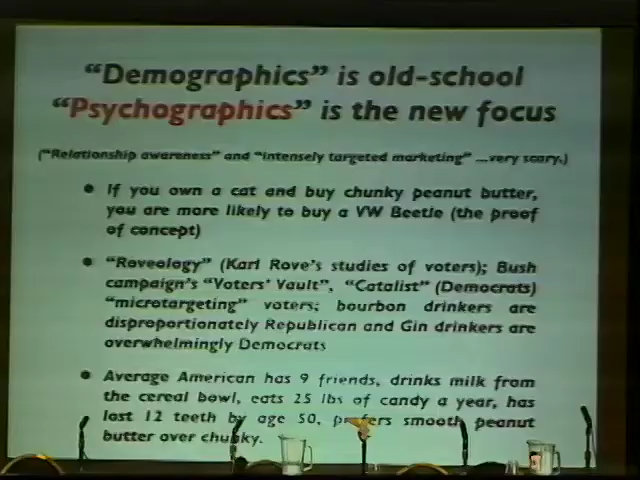 “Demographics” is old-school
“Psychographics” is the new focus
(“Relationship awareness” and “intensely targeted marketing” ...very scary.)
• If you own a cat and buy chunky peanut butter,
you are more likely to buy a VW Beetle (the proof
of concept)
• “Roveology” (Karl Rove’s studies of voters); Bush
campaign’s “Voters’ Vault”, “Catalist” (Democrats)
“microtargeting” voters; bourbon drinkers are
disproportionately Republican and Gin drinkers are
overwhelmingly Democrats
• Average American has 9 friends, drinks milk from
the cereal bowl, eats 25 lbs of candy a year, has
lost 12 teeth by age 50, prefers smooth peanut
butter over chunky.